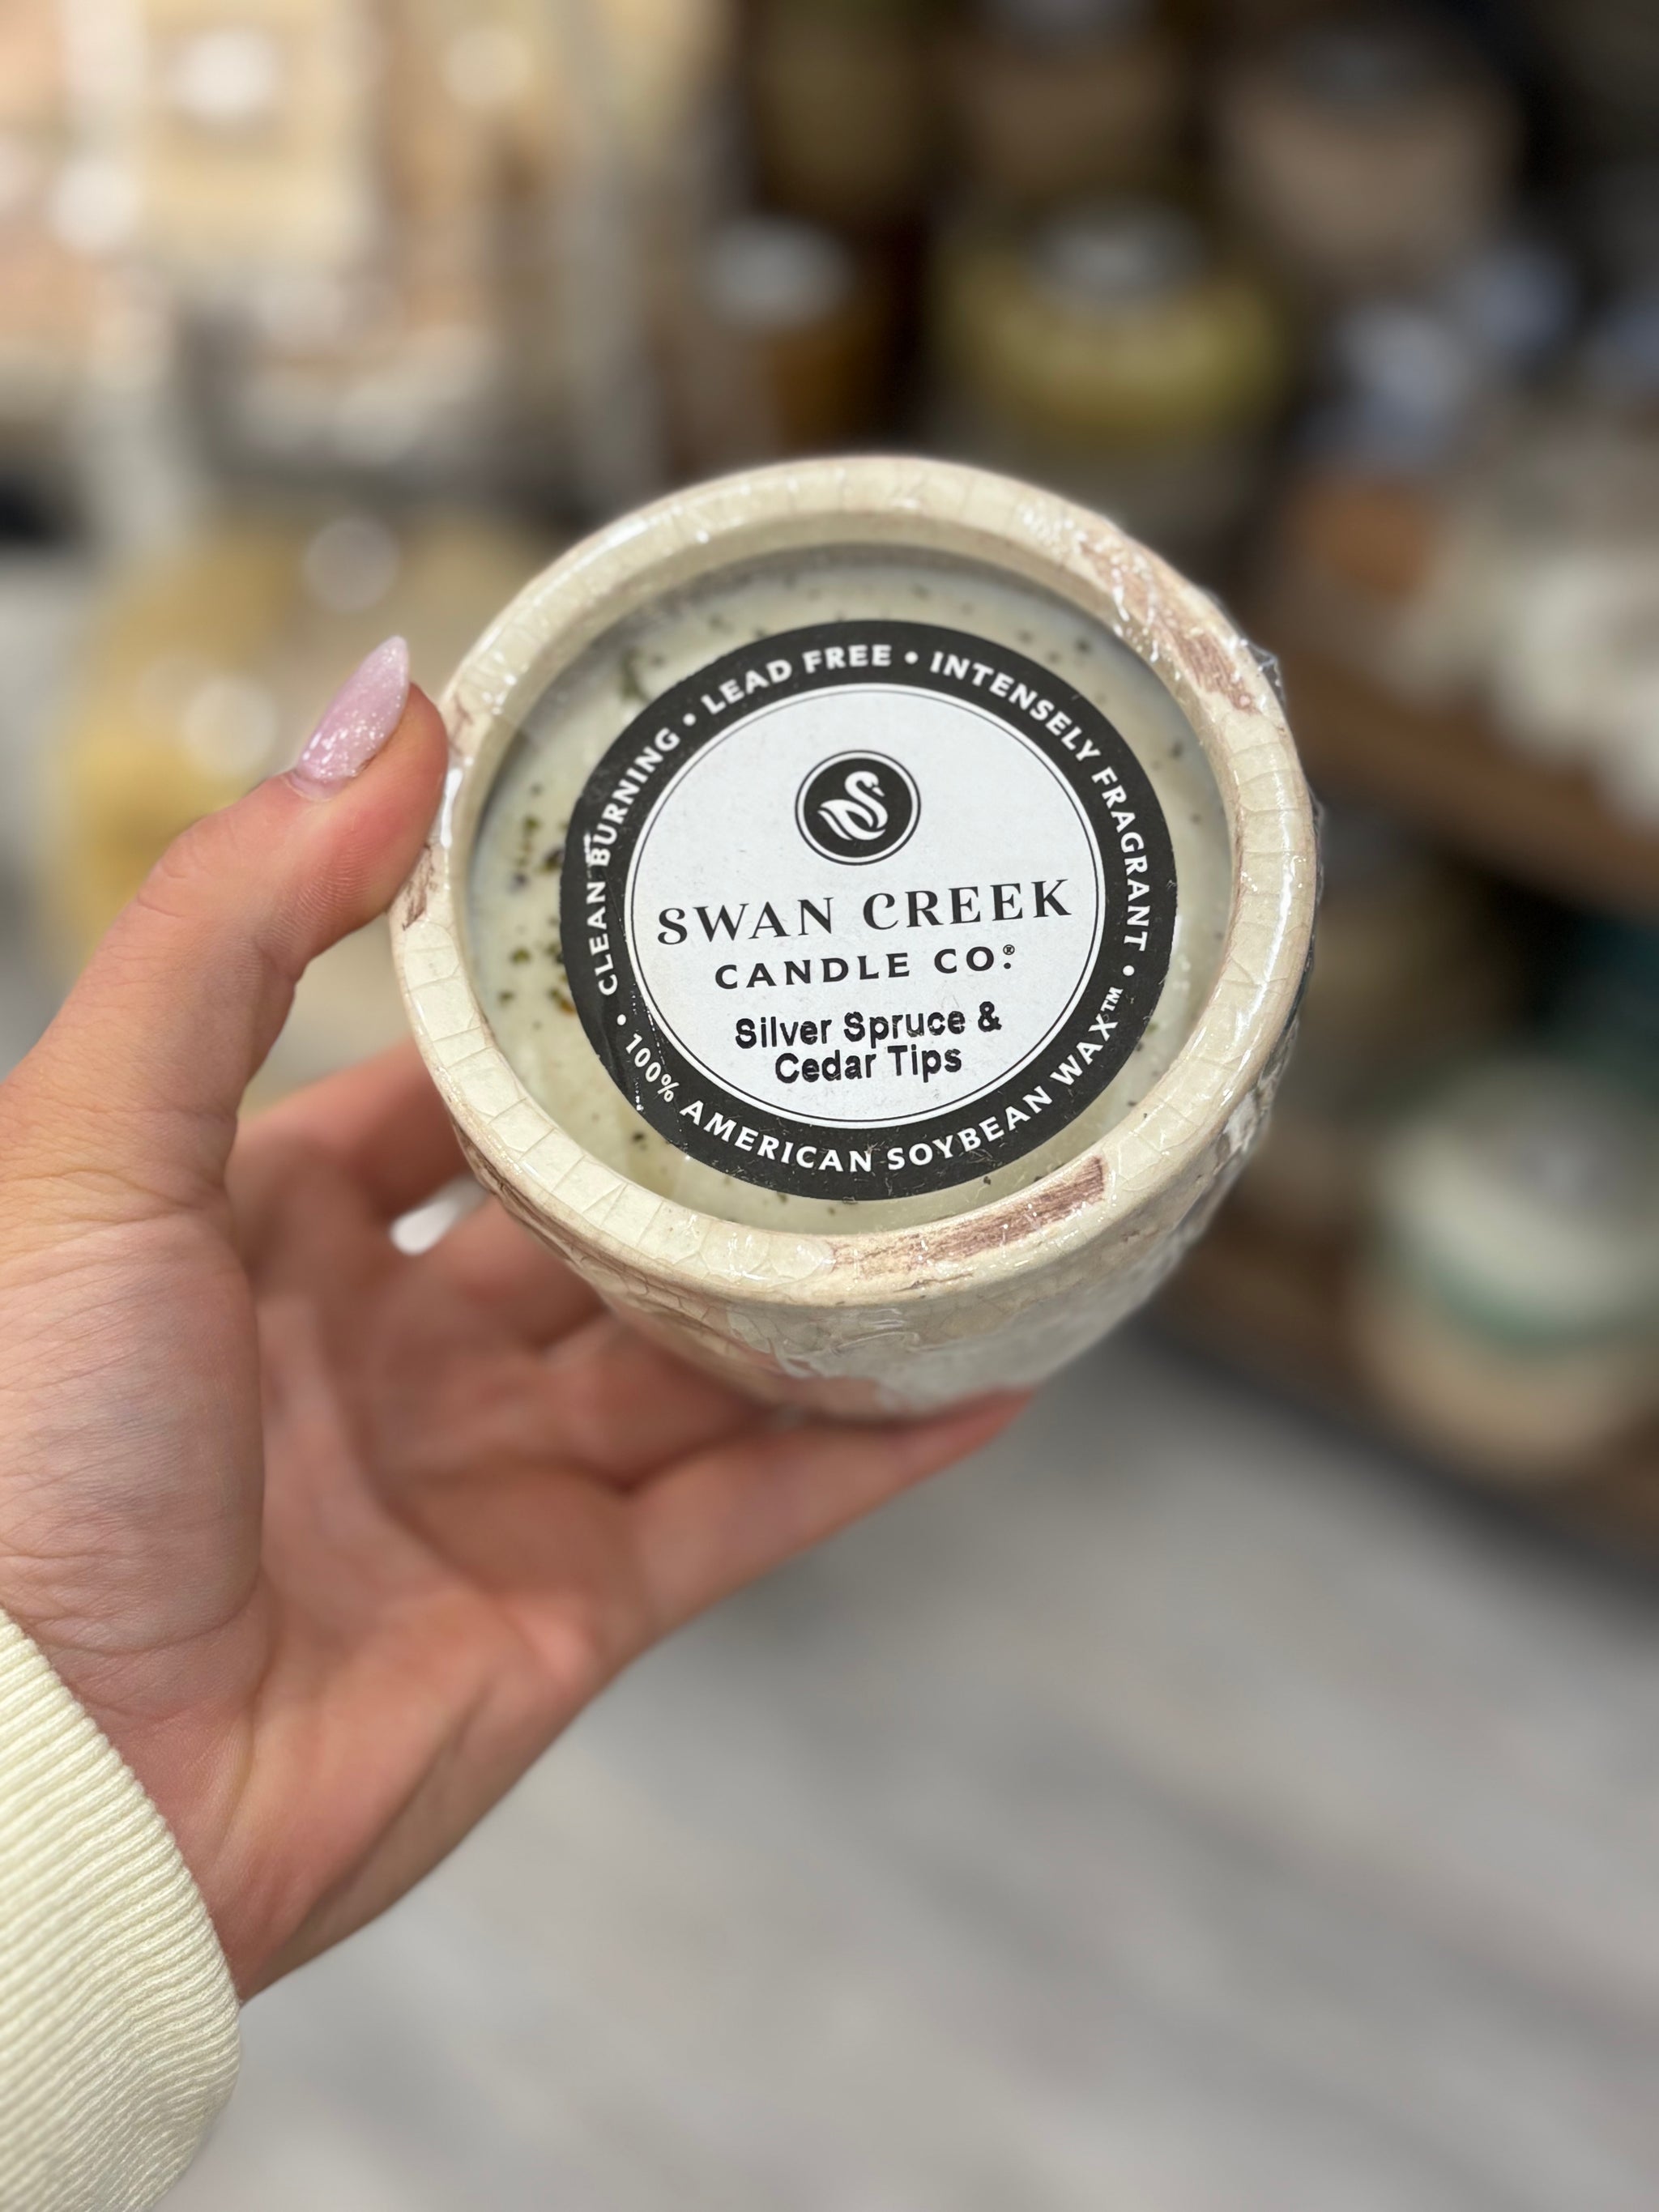 CLEAN BURNING • LEAD FREE • INTENSELY FRAGRANT •
SWAN CREEK
CANDLE CO.®
Silver Spruce &
Cedar Tips
• 100% AMERICAN SOYBEAN WAX™